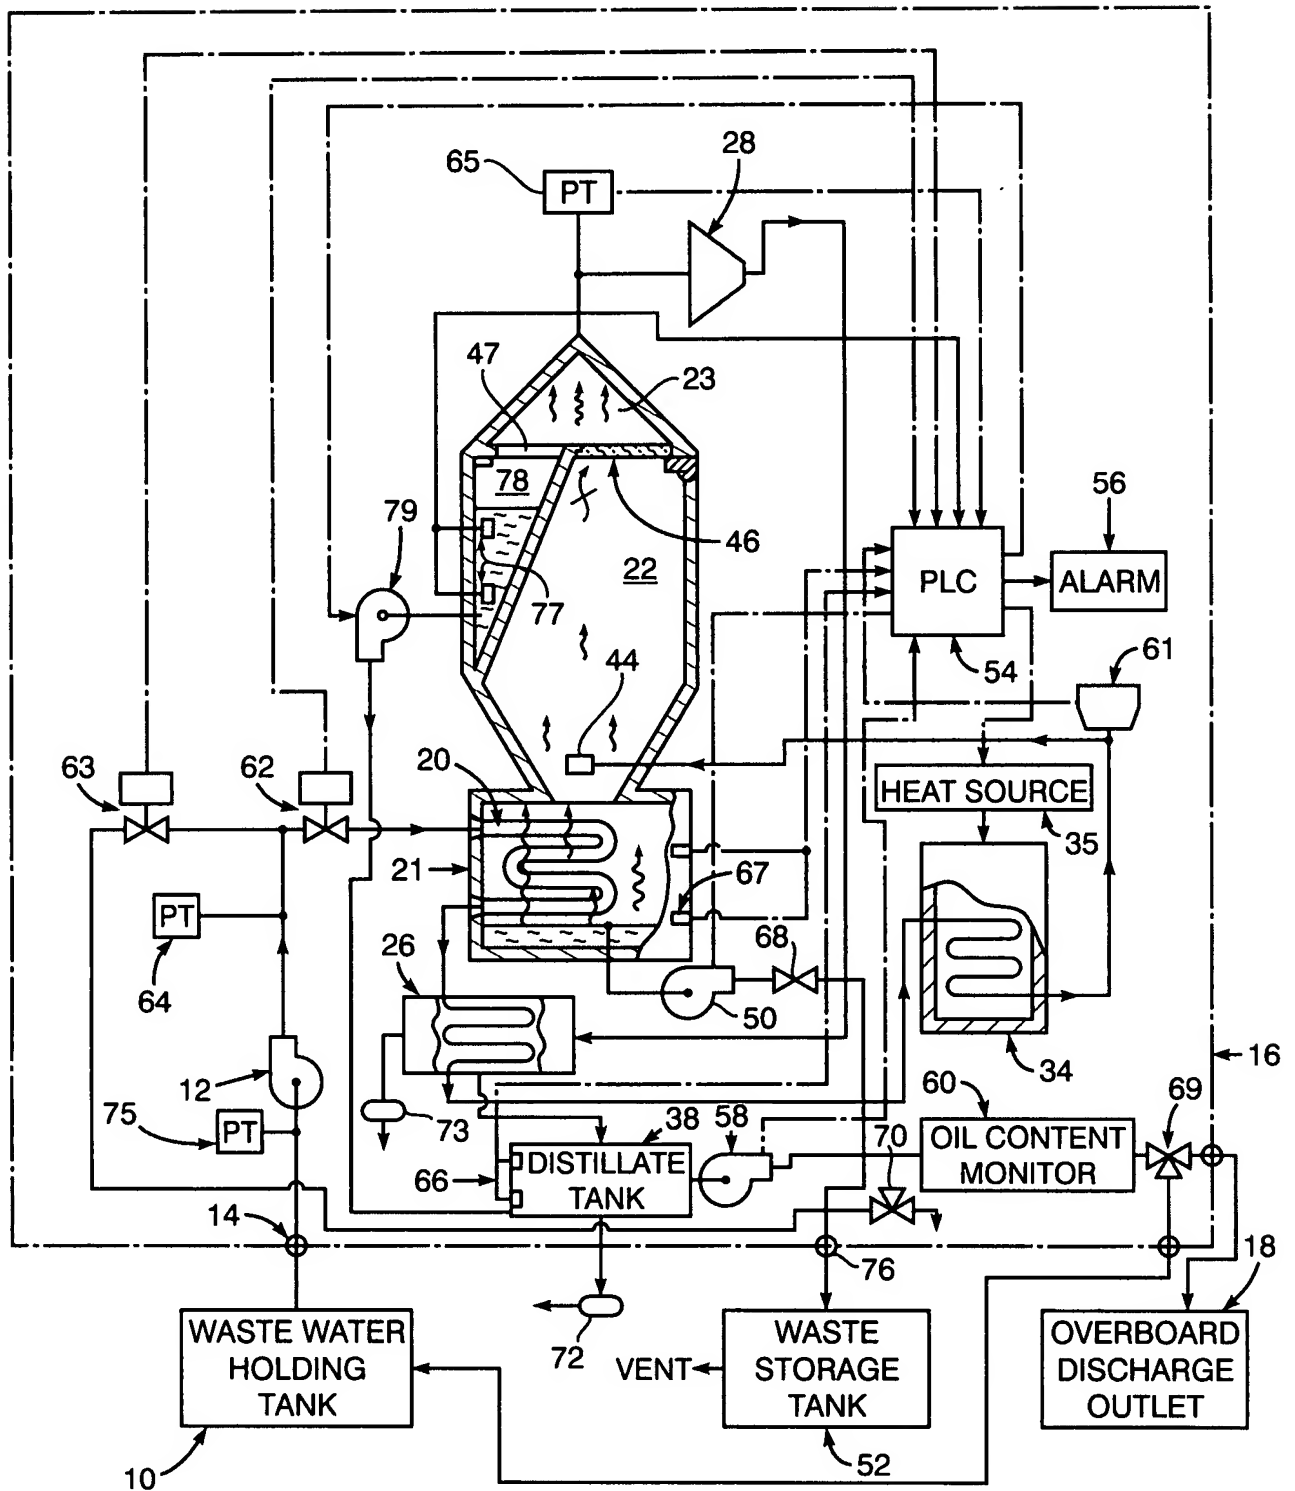 28
65
PT
47
23
78
79
46
56
22
PLC
ALARM
77
54
61
44
63
62
20
HEAT SOURCE
35
21
67
PT
64
26
68
50
34
16
12
60
69
75
PT
73
38
58
70
OIL CONTENT
MONITOR
66
DISTILLATE
TANK
14
76
18
72
WASTE WATER
HOLDING
TANK
VENT
WASTE
STORAGE
TANK
OVERBOARD
DISCHARGE
OUTLET
10
52